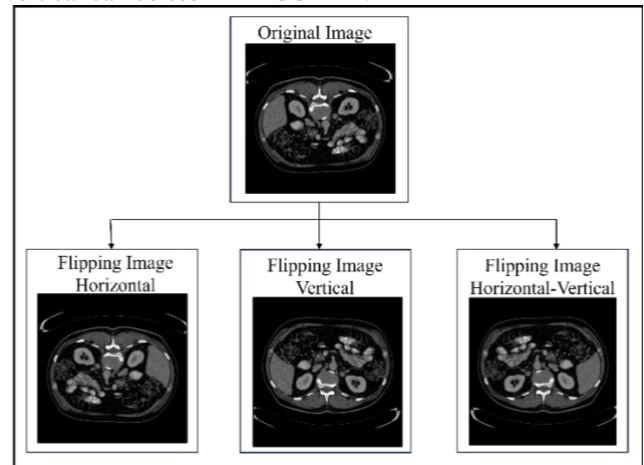 Original Image
Flipping Image
Horizontal
Flipping Image
Vertical
Flipping Image
Horizontal-Vertical